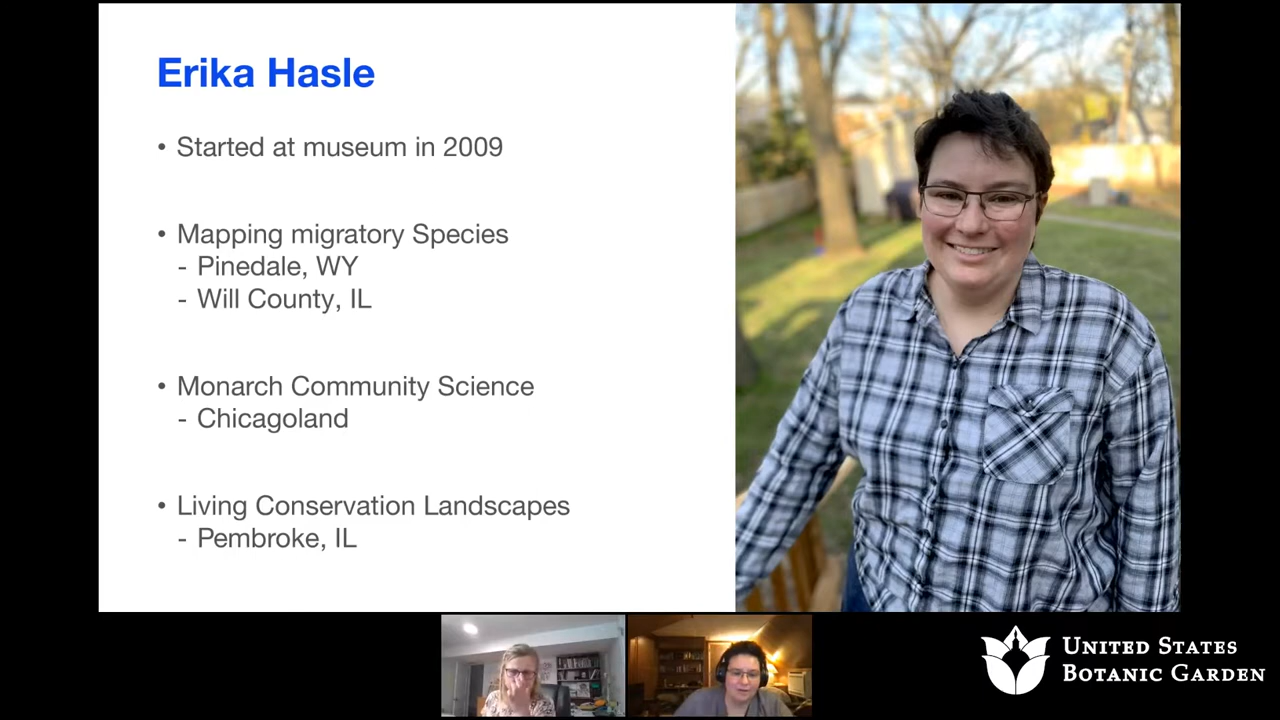 Erika Hasle
• Started at museum in 2009
• Mapping migratory Species
- Pinedale, WY
- Will County, IL
• Monarch Community Science
- Chicagoland
• Living Conservation Landscapes
- Pembroke, IL
UNITED STATES
BOTANIC GARDEN